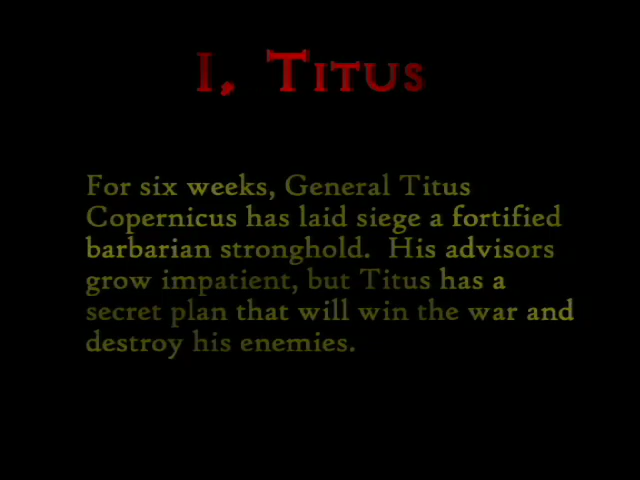 I, Titus
For six weeks, General Titus
Copernicus has laid siege a fortified
barbarian stronghold. His advisors
grow impatient, but Titus has a
secret plan that will win the war and
destroy his enemies.